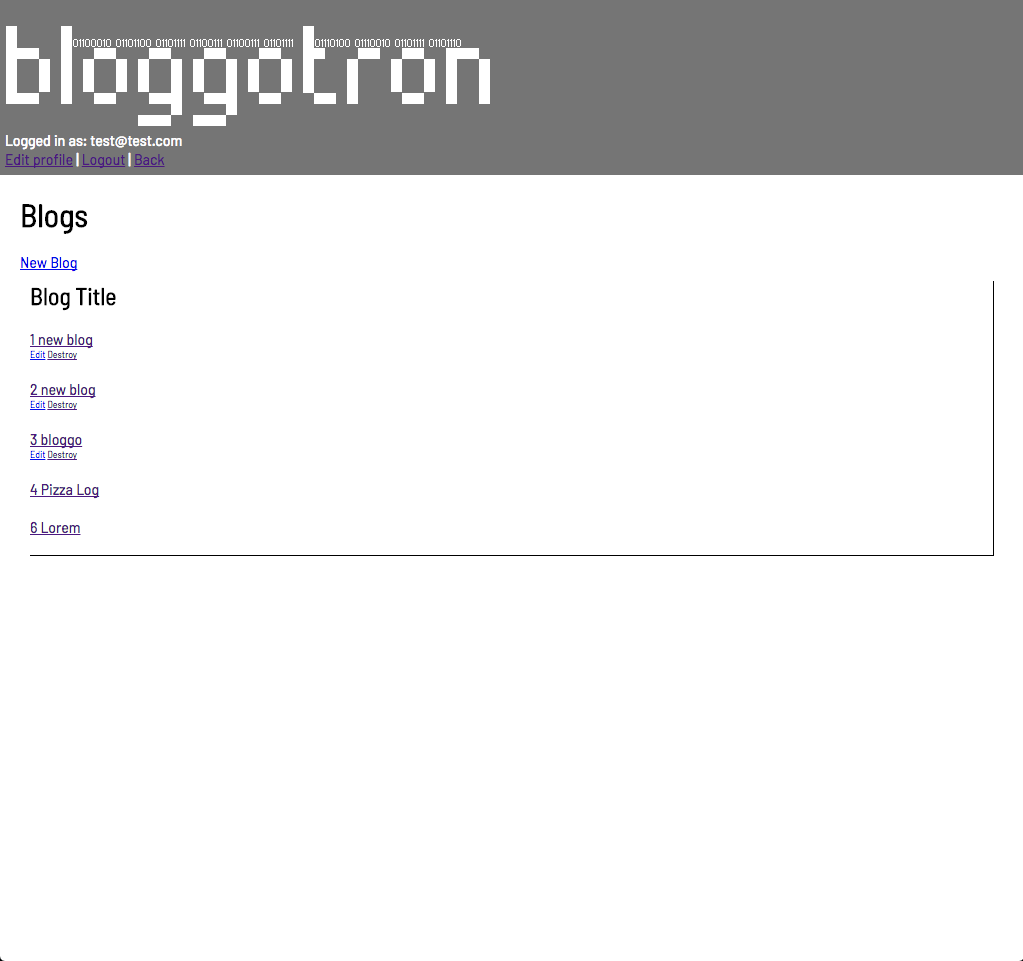 bloggotron
01100010 01101100 01101111 01100111 01100111 01101111 01110100 01110010 01101111 01101110
Logged in as: test@test.com
Edit profile | Logout | Back
Blogs
New Blog
Blog Title
1 new blog
Edit Destroy
2 new blog
Edit Destroy
3 bloggo
Edit Destroy
4 Pizza Log
6 Lorem